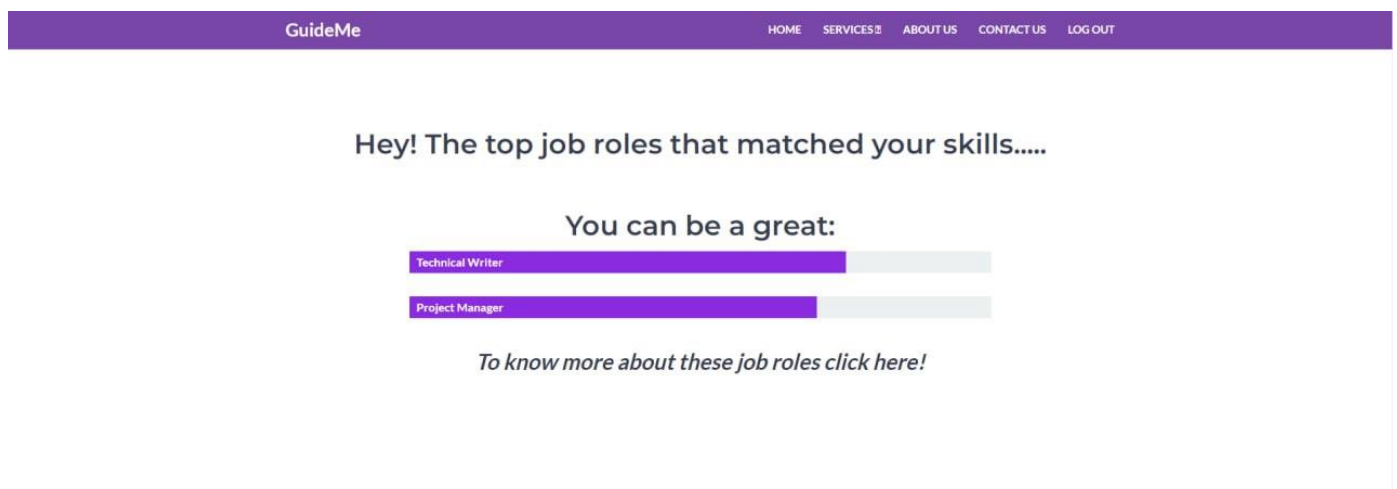 GuideMe HOME SERVICES ABOUT US CONTACT US LOG OUT
Hey! The top job roles that matched your skills.....
You can be a great:
Technical Writer
Project Manager
To know more about these job roles click here!